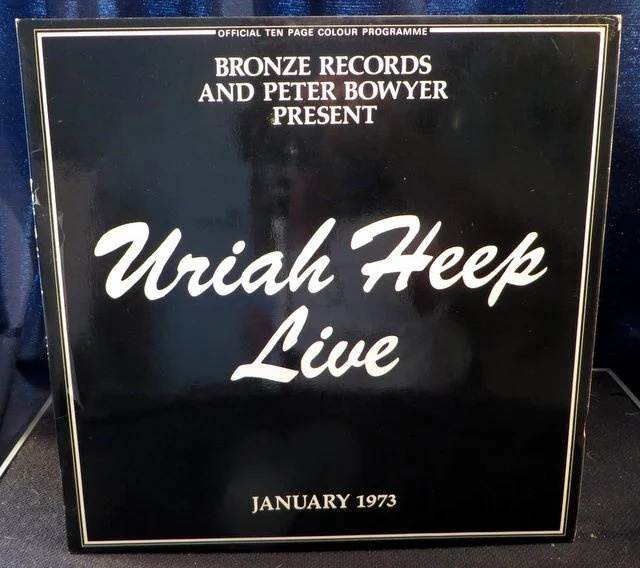 OFFICIAL TEN PAGE COLOUR PROGRAMME
BRONZE RECORDS
AND PETER BOWYER
PRESENT
Uriah Heep
Live
JANUARY 1973